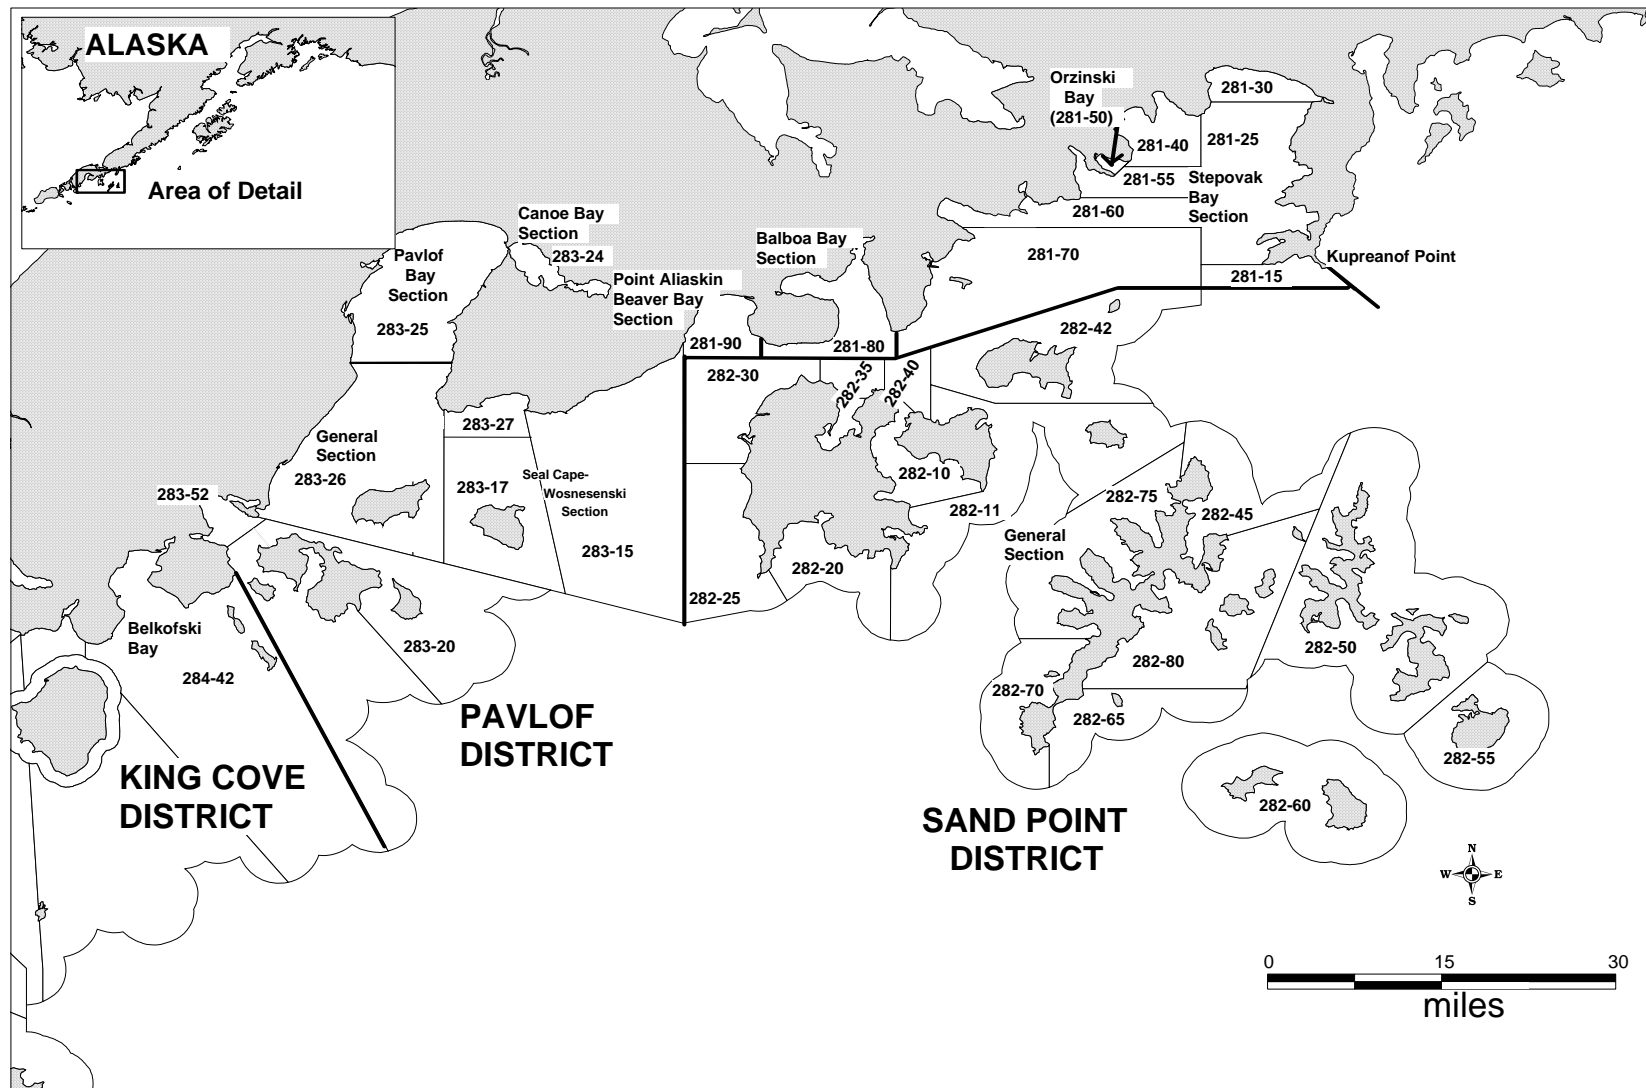 ALASKA
Area of Detail
Orzinski
Bay
(281-50)
281-30
281-40
281-25
281-55
Stepovak
Bay
Section
281-60
281-70
281-15
Kupreanof Point
Canoe Bay
Section
283-24
Pavlof
Bay
Section
283-25
Balboa Bay
Section
Point Aliaskin
Beaver Bay
Section
281-90
281-80
282-30
282-35
282-40
282-42
General
Section
283-26
283-27
283-52
283-17
Seal Cape-
Wosnesenski
Section
283-15
282-10
282-11
282-75
282-45
General
Section
282-20
282-25
Belkofski
Bay
284-42
283-20
282-80
282-50
282-70
282-65
282-55
282-60
PAVLOF
DISTRICT
KING COVE
DISTRICT
SAND POINT
DISTRICT
N
W E
S
0 15 30
miles